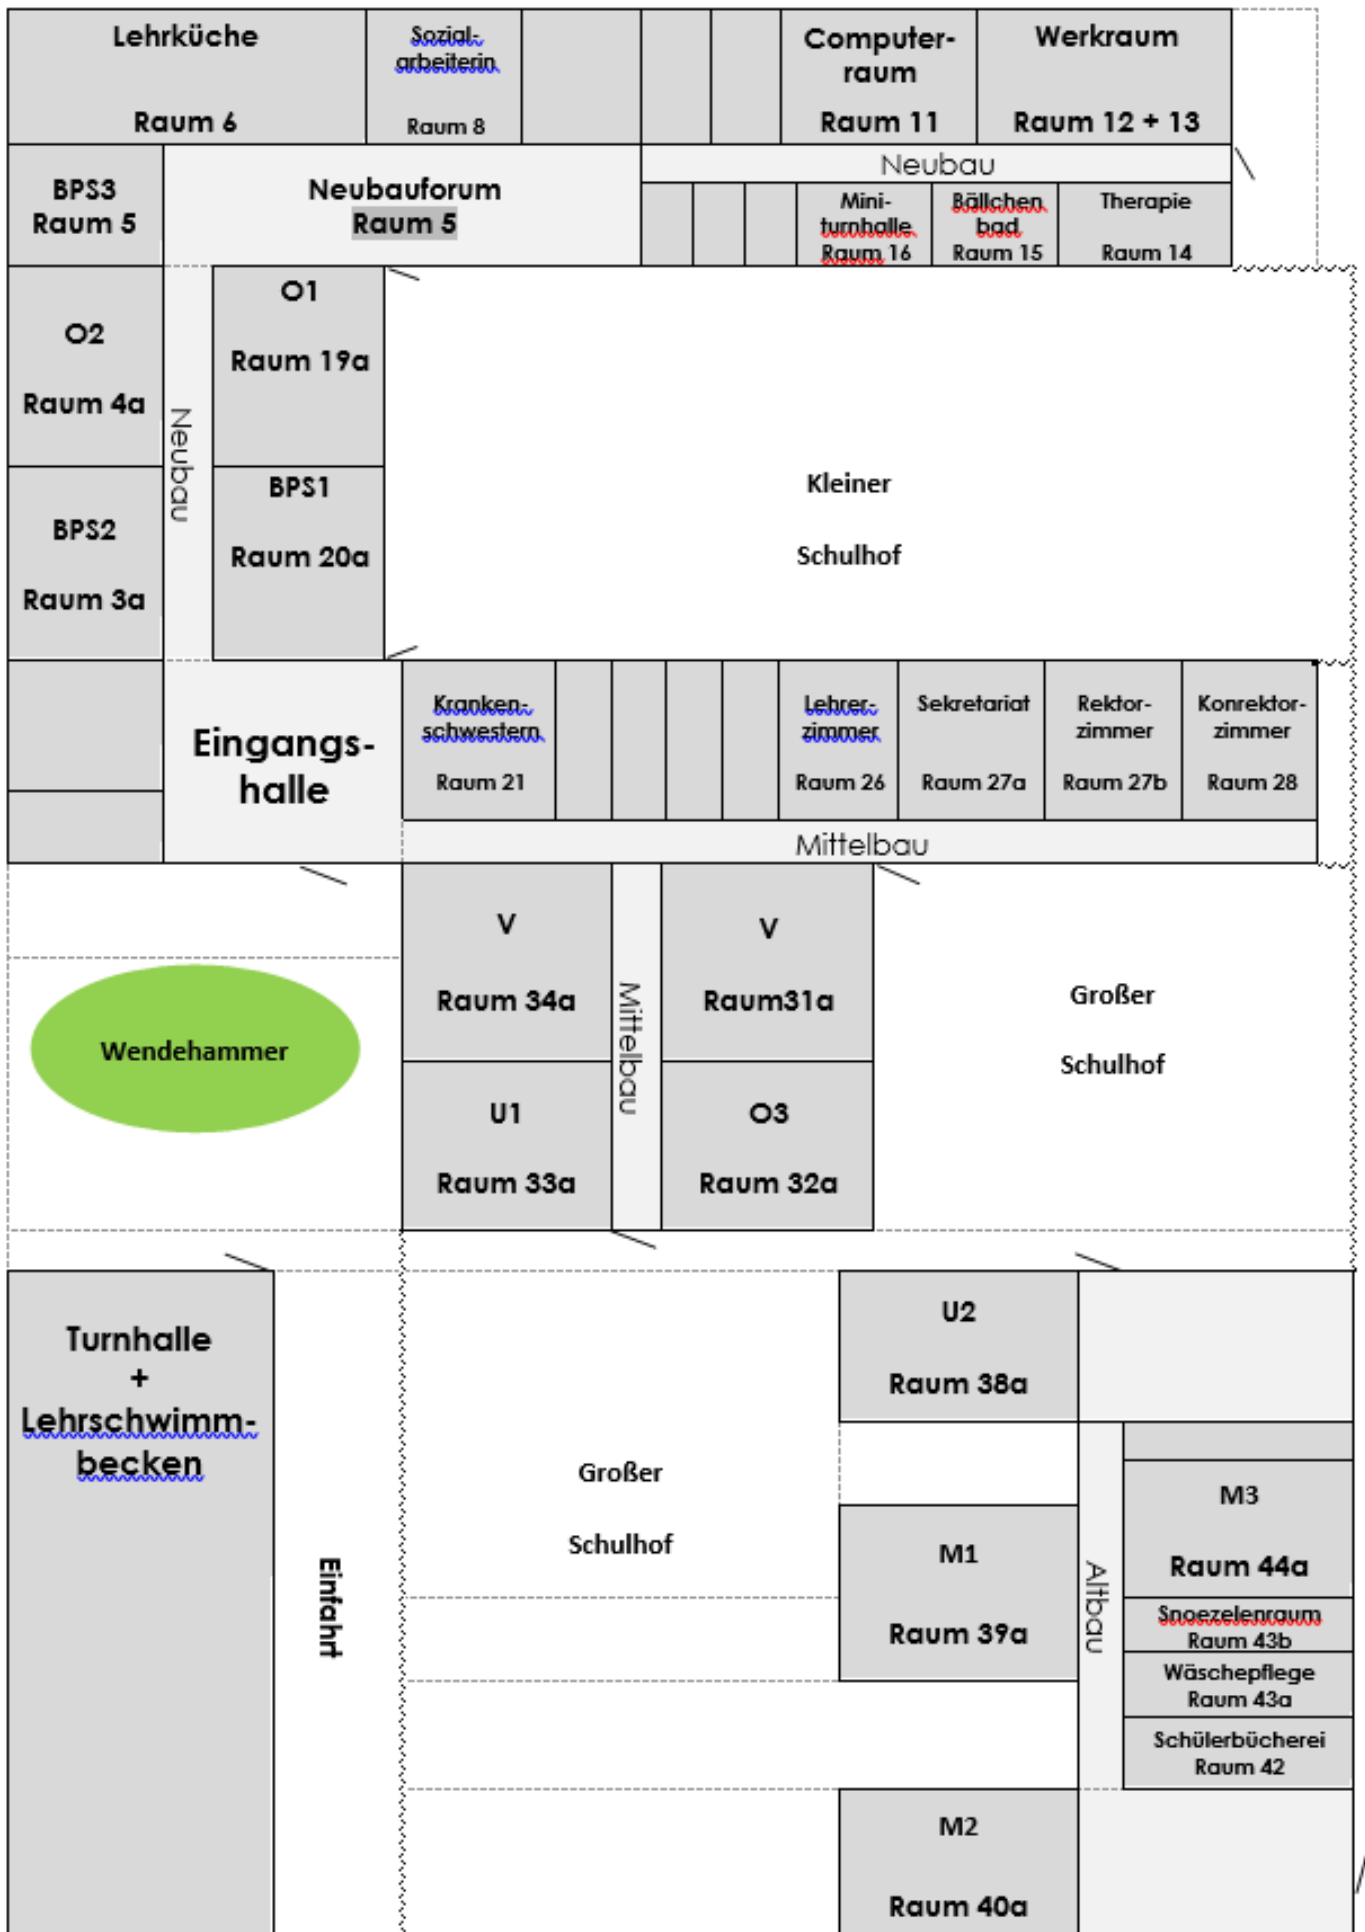 Lehrküche
Raum 6
Sozial-
arbeiterin
Raum 8
Computer-
raum
Raum 11
Werkraum
Raum 12 + 13
BPS3
Raum 5
Neubauforum
Raum 5
Neubau
Mini-
turnhalle
Raum 16
Bällchen
bad
Raum 15
Therapie
Raum 14
O2
Raum 4a
Neubau
O1
Raum 19a
BPS2
Raum 3a
BPS1
Raum 20a
Kleiner
Schulhof
Eingangs-
halle
Kranken-
schwestern
Raum 21
Lehrer-
zimmer
Raum 26
Sekretariat
Raum 27a
Rektor-
zimmer
Raum 27b
Konrektor-
zimmer
Raum 28
Mittelbau
Wendehammer
V
Raum 34a
Mittelbau
V
Raum31a
U1
Raum 33a
O3
Raum 32a
Großer
Schulhof
Turnhalle
+
Lehrschwimm-
becken
Einfahrt
Großer
Schulhof
U2
Raum 38a
M1
Raum 39a
Altbau
M3
Raum 44a
Snoezelenraum
Raum 43b
Wäschepflege
Raum 43a
Schülerbücherei
Raum 42
M2
Raum 40a